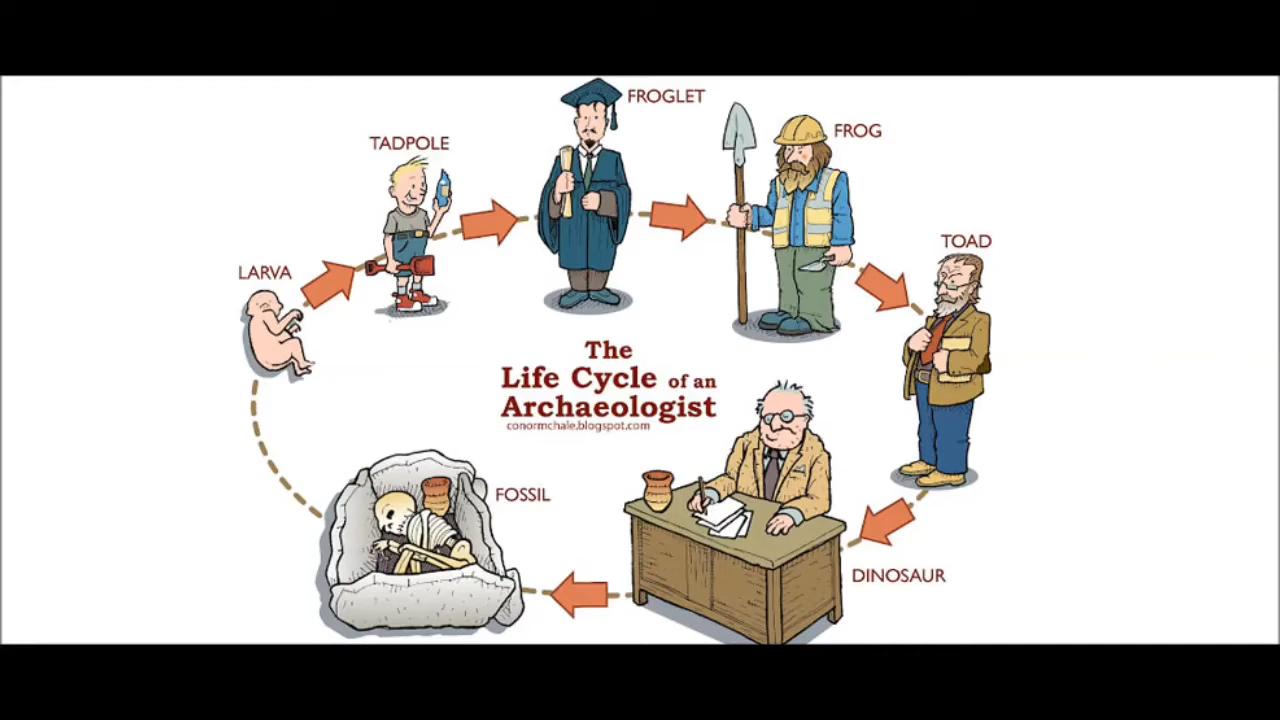 FROGLET
TADPOLE
FROG
TOAD
LARVA
The
Life Cycle of an
Archaeologist
conormchale.blogspot.com
FOSSIL
DINOSAUR